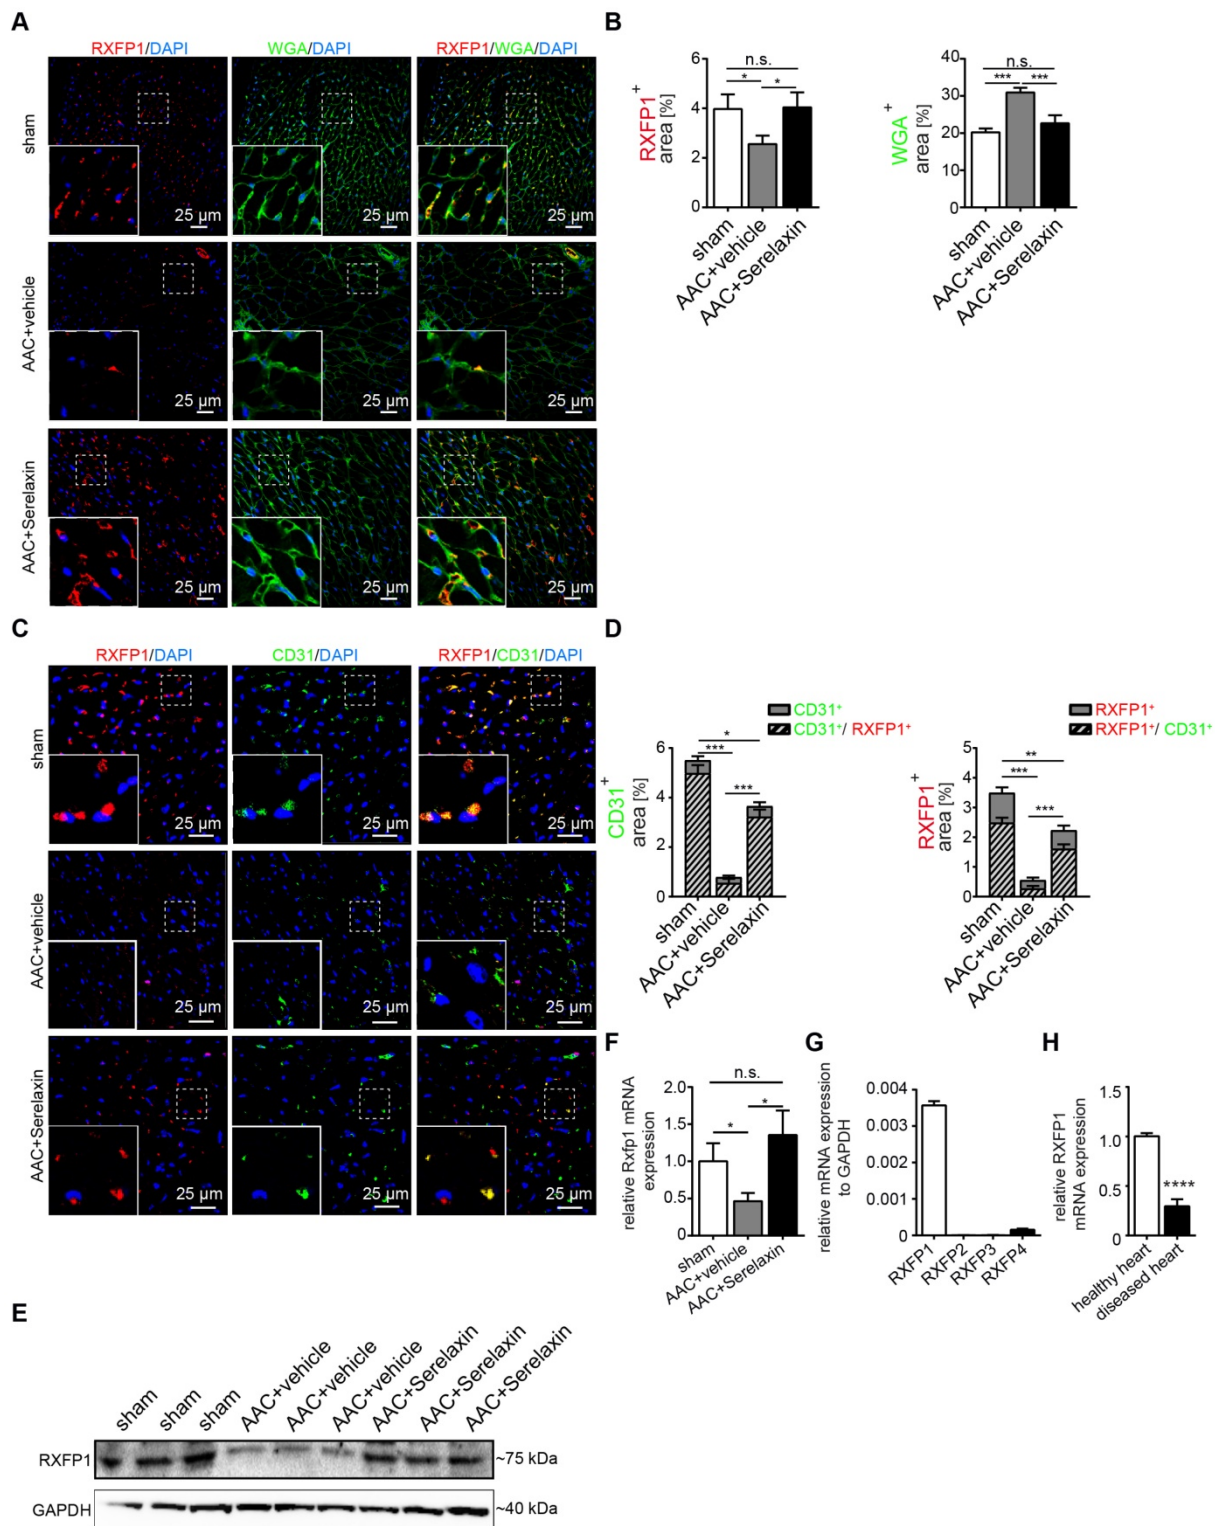 A
RXFP1/DAPI
WGA/DAPI
RXFP1/WGA/DAPI
sham
25 µm
25 µm
25 µm
AAC+vehicle
25 µm
25 µm
25 µm
AAC+Serelaxin
25 µm
25 µm
25 µm
B
RXFP1+
area [%]
6
4
2
0
n.s.
*
*
sham
AAC+vehicle
AAC+Serelaxin
WGA+
area [%]
40
30
20
10
0
n.s.
***
***
sham
AAC+vehicle
AAC+Serelaxin
C
RXFP1/DAPI
CD31/DAPI
RXFP1/CD31/DAPI
sham
25 µm
25 µm
25 µm
AAC+vehicle
25 µm
25 µm
25 µm
AAC+Serelaxin
25 µm
25 µm
25 µm
D
CD31+
CD31+/ RXFP1+
CD31+
area [%]
6
4
2
0
*
***
***
sham
AAC+vehicle
AAC+Serelaxin
RXFP1+
RXFP1+/ CD31+
RXFP1+
area [%]
5
4
3
2
1
0
**
***
***
sham
AAC+vehicle
AAC+Serelaxin
F
relative Rxfp1 mRNA
expression
2.0
1.5
1.0
0.5
0
n.s.
*
*
sham
AAC+vehicle
AAC+Serelaxin
G
relative mRNA expression
to GAPDH
0.004
0.003
0.002
0.001
0
RXFP1
RXFP2
RXFP3
RXFP4
H
relative RXFP1
mRNA expression
1.5
1.0
0.5
0
****
healthy heart
diseased heart
E
sham
sham
sham
AAC+vehicle
AAC+vehicle
AAC+vehicle
AAC+Serelaxin
AAC+Serelaxin
AAC+Serelaxin
RXFP1
~75 kDa
GAPDH
~40 kDa